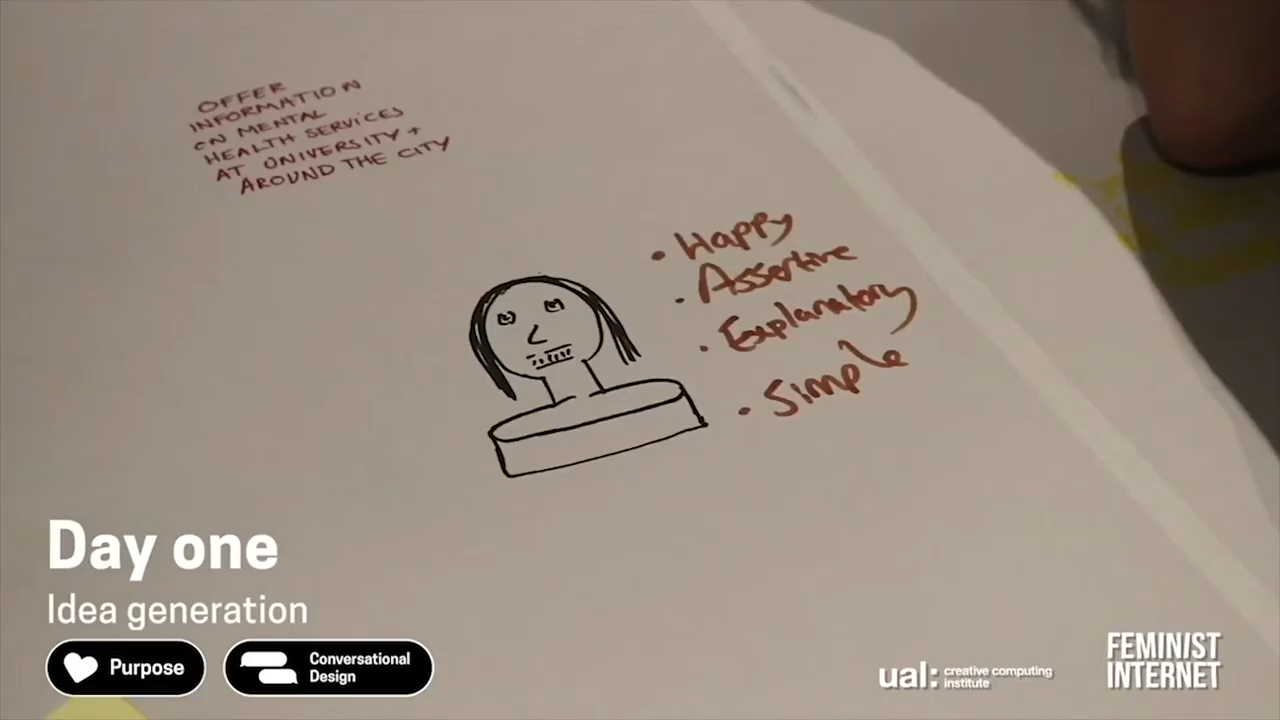 OFFER
INFORMATION
ON MENTAL
HEALTH SERVICES
AT UNIVERSITY +
AROUND THE CITY
• Happy
• Assertive
• Explanatory
• Simple
Day one
Idea generation
Purpose
Conversational
Design
ual: creative computing
institute
FEMINIST
INTERNET